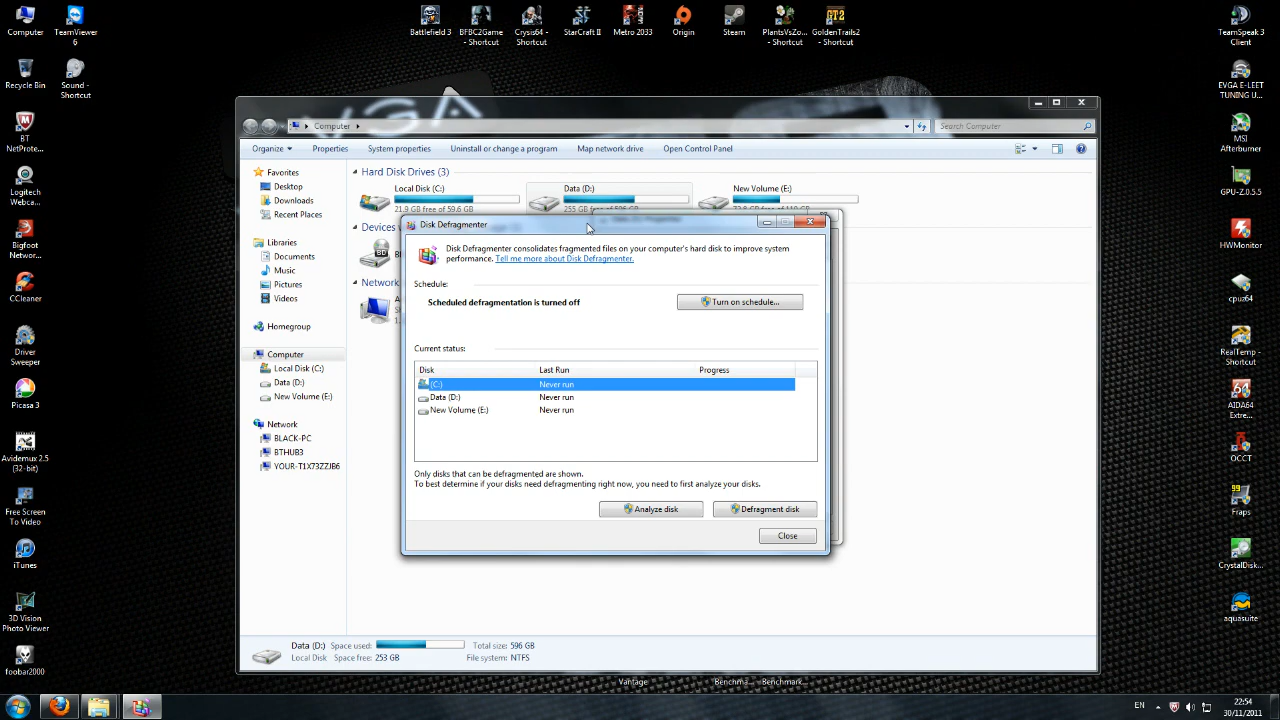 Computer
TeamViewer 6
Battlefield 3
BFBC2Game - Shortcut
Crysis64 - Shortcut
StarCraft II
Metro 2033
Origin
Steam
PlantsVsZo... - Shortcut
GoldenTrails2 - Shortcut
TeamSpeak 3 Client
Recycle Bin
Sound - Shortcut
EVGA E-LEET TUNING U...
BT NetProte...
MSI Afterburner
Logitech Webca...
GPU-Z.0.5.5
Bigfoot Networ...
HWMonitor
CCleaner
cpuz64
Driver Sweeper
RealTemp - Shortcut
Picasa 3
AIDA64 Extre...
Avidemux 2.5 (32-bit)
OCCT
Free Screen To Video
Fraps
iTunes
CrystalDisk...
3D Vision Photo Viewer
aquasuite
foobar2000
VGA
Computer
Search Computer
Organize
Properties
System properties
Uninstall or change a program
Map network drive
Open Control Panel
Favorites
Desktop
Downloads
Recent Places
Libraries
Documents
Music
Pictures
Videos
Homegroup
Computer
Local Disk (C:)
Data (D:)
New Volume (E:)
Network
BLACK-PC
BTHUB3
YOUR-T1X73ZZJB6
Hard Disk Drives (3)
Local Disk (C:)
21.9 GB free of 59.6 GB
Data (D:)
255 GB free of 596 GB
New Volume (E:)
Devices
Network
Disk Defragmenter
Disk Defragmenter consolidates fragmented files on your computer's hard disk to improve system
performance. Tell me more about Disk Defragmenter.
Schedule:
Scheduled defragmentation is turned off
Turn on schedule...
Current status:
Disk Last Run Progress
(C:) Never run
Data (D:) Never run
New Volume (E:) Never run
Only disks that can be defragmented are shown.
To best determine if your disks need defragmenting right now, you need to first analyze your disks.
Analyze disk
Defragment disk
Close
Data (D:) Space used: Total size: 596 GB
Local Disk Space free: 253 GB File system: NTFS
Vantage
Benchma...
Benchmark...
EN
22:54
30/11/2011